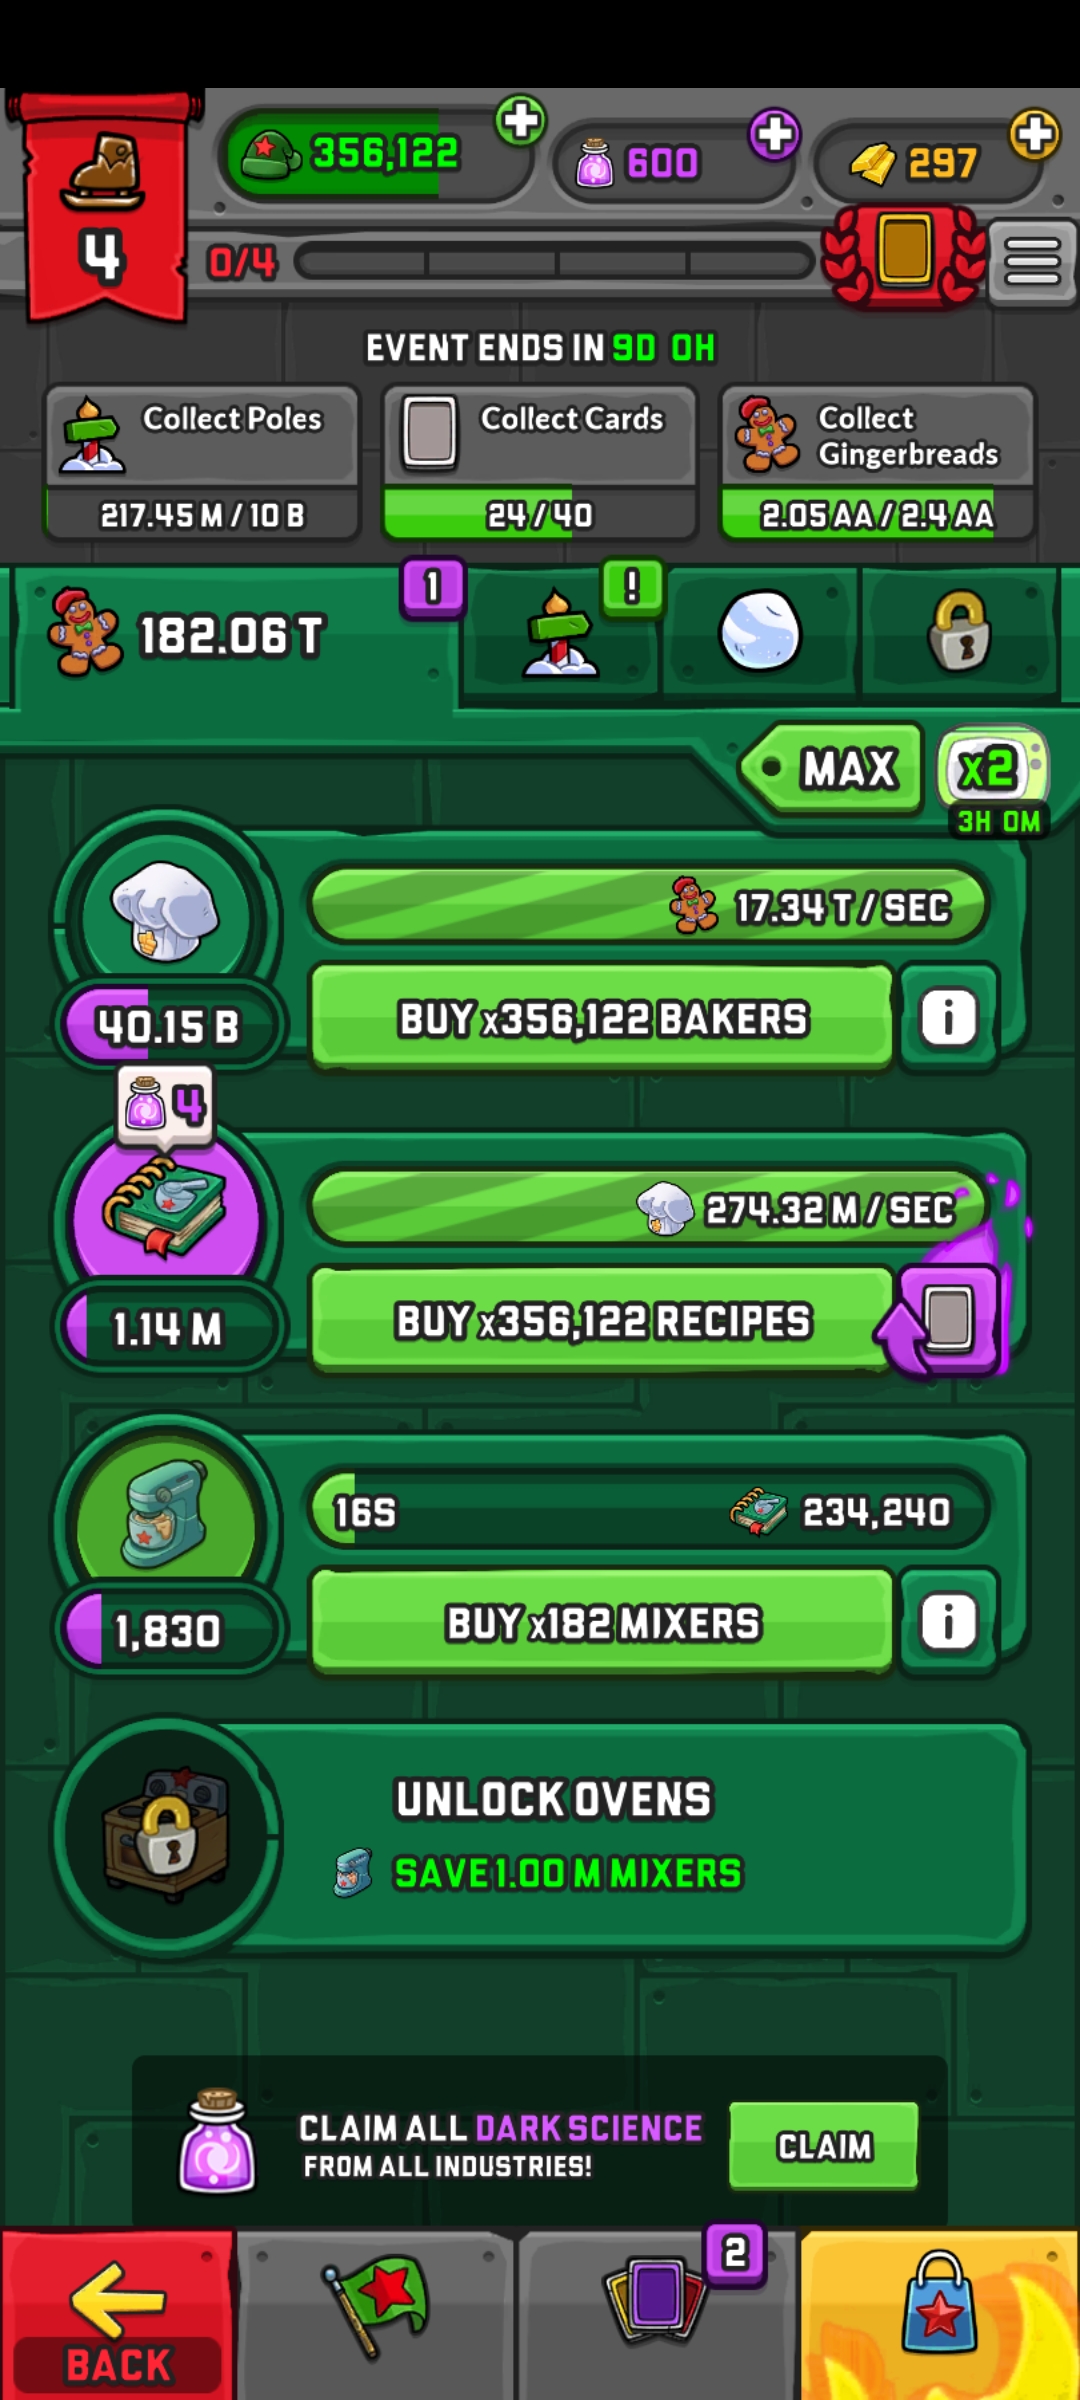 356,122
600
297
4
0/4
EVENT ENDS IN 9D 0H
Collect Poles
Collect Cards
Collect
Gingerbreads
217.45 M / 10 B
24 / 40
2.05 AA / 2.4 AA
182.06 T
1
!
MAX
x2
3H 0M
17.34 T / SEC
40.15 B
BUY x356,122 BAKERS
i
4
274.32 M / SEC
1.14 M
BUY x356,122 RECIPES
16S
234,240
1,830
BUY x182 MIXERS
i
UNLOCK OVENS
SAVE 1.00 M MIXERS
CLAIM ALL DARK SCIENCE
FROM ALL INDUSTRIES!
CLAIM
2
BACK